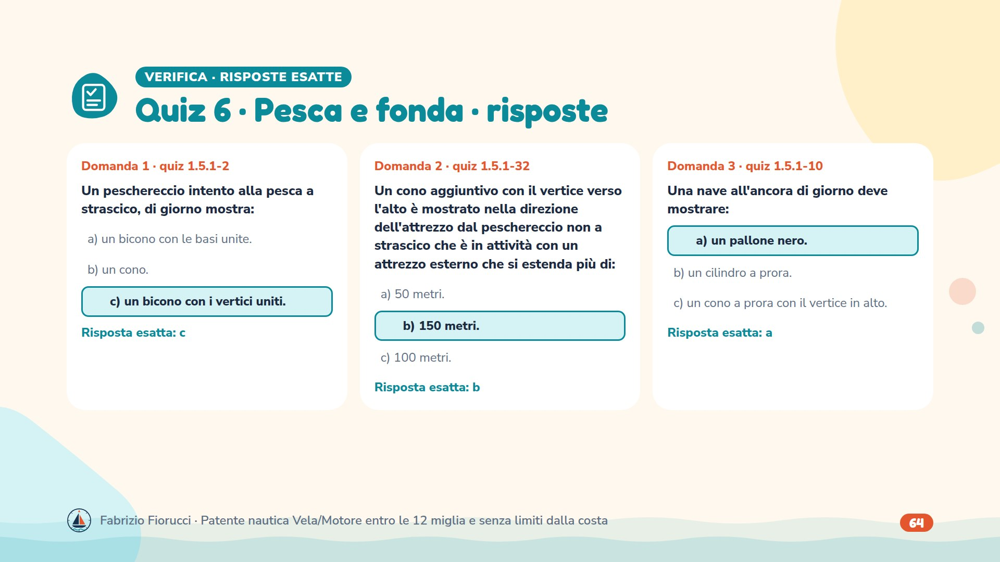 VERIFICA · RISPOSTE ESATTE
Quiz 6 · Pesca e fonda · risposte
Domanda 1 · quiz 1.5.1-2
Un peschereccio intento alla pesca a
strascico, di giorno mostra:
a) un bicono con le basi unite.
b) un cono.
c) un bicono con i vertici uniti.
Risposta esatta: c
Domanda 2 · quiz 1.5.1-32
Un cono aggiuntivo con il vertice verso
l'alto è mostrato nella direzione
dell'attrezzo dal peschereccio non a
strascico che è in attività con un
attrezzo esterno che si estenda più di:
a) 50 metri.
b) 150 metri.
c) 100 metri.
Risposta esatta: b
Domanda 3 · quiz 1.5.1-10
Una nave all'ancora di giorno deve
mostrare:
a) un pallone nero.
b) un cilindro a prora.
c) un cono a prora con il vertice in alto.
Risposta esatta: a
Fabrizio Fiorucci · Patente nautica Vela/Motore entro le 12 miglia e senza limiti dalla costa
64